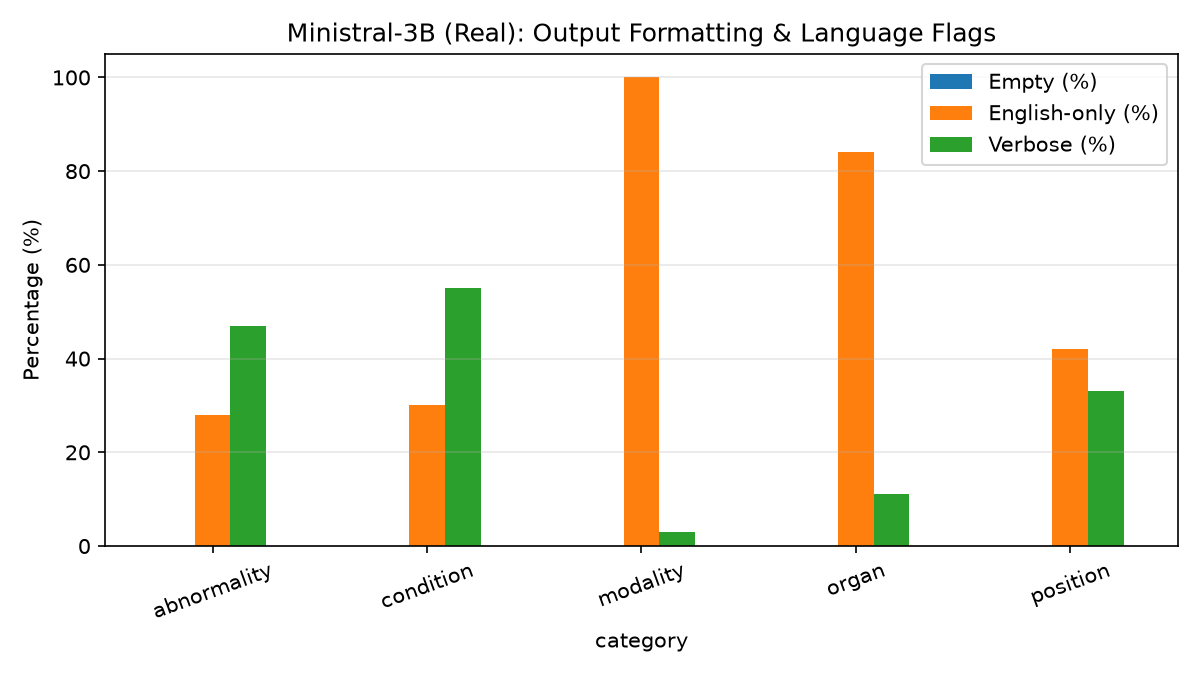 Ministral-3B (Real): Output Formatting & Language Flags
Empty (%)
English-only (%)
Verbose (%)
Percentage (%)
100
80
60
40
20
0
abnormality
condition
modality
organ
position
category